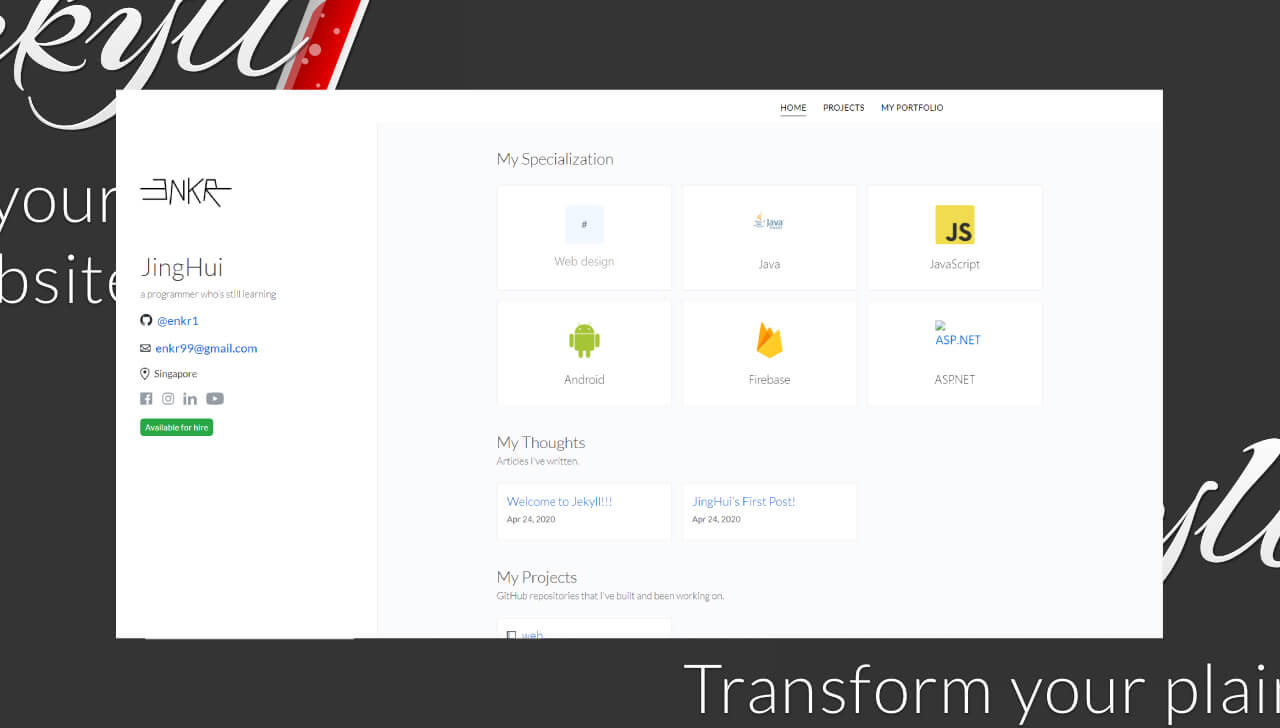 ekyll
your
bsite
HOME PROJECTS MY PORTFOLIO
ENKR
JingHui
a programmer who's still learning
@enkr1
enkr99@gmail.com
Singapore
Available for hire
My Specialization
#
Web design
Java
Java
JS
JavaScript
Android
Firebase
ASP.NET
ASP.NET
My Thoughts
Articles I've written.
Welcome to Jekyll!!!
Apr 24, 2020
JingHui's First Post!
Apr 24, 2020
My Projects
GitHub repositories that I've built and been working on.
web
yll
Transform your plai